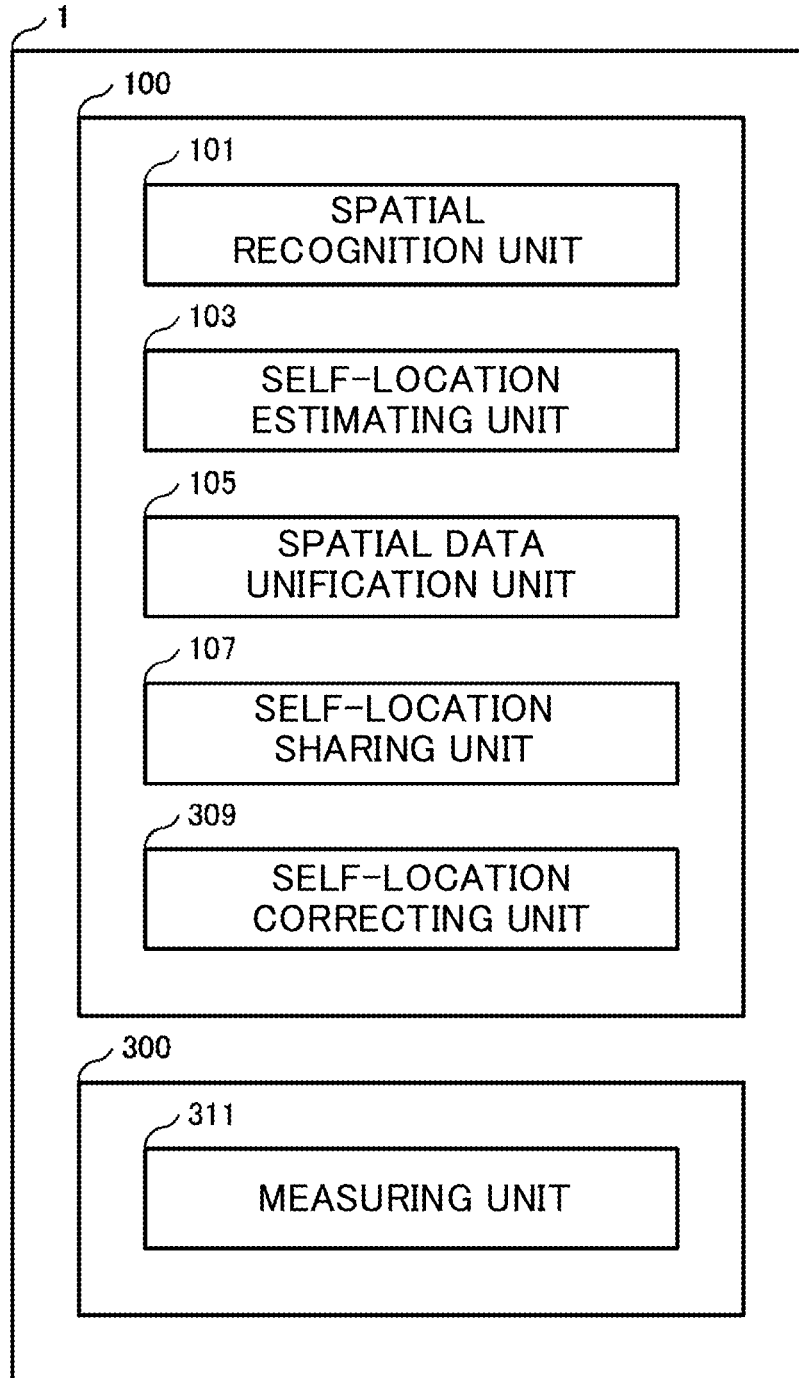 1
100
101
SPATIAL
RECOGNITION UNIT
103
SELF-LOCATION
ESTIMATING UNIT
105
SPATIAL DATA
UNIFICATION UNIT
107
SELF-LOCATION
SHARING UNIT
309
SELF-LOCATION
CORRECTING UNIT
300
311
MEASURING UNIT